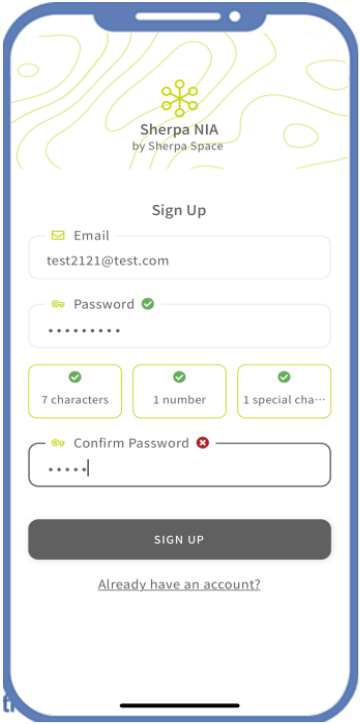 Sherpa NIA
by Sherpa Space
Sign Up
Email
test2121@test.com
Password
•••••••••
7 characters
1 number
1 special cha...
Confirm Password
•••••
SIGN UP
Already have an account?